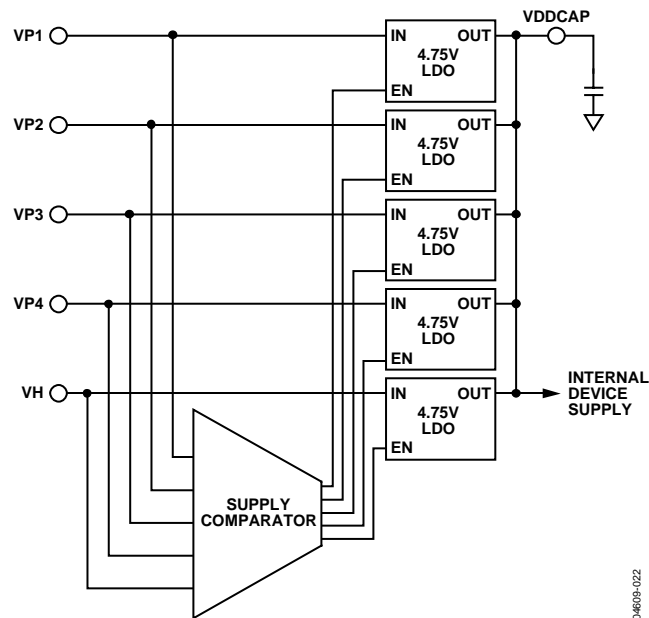 VDDCAP
VP1
IN OUT
4.75V
LDO
EN
VP2
IN OUT
4.75V
LDO
EN
VP3
IN OUT
4.75V
LDO
EN
VP4
IN OUT
4.75V
LDO
EN
VH
IN OUT
4.75V
LDO
EN
INTERNAL
DEVICE
SUPPLY
SUPPLY
COMPARATOR
04609-022